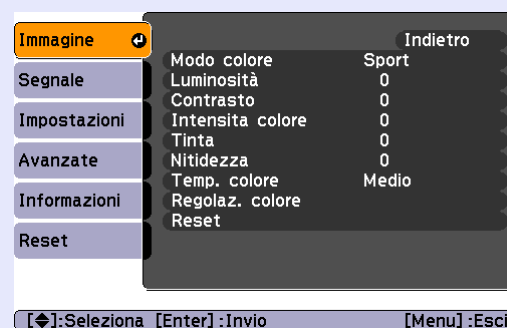 Immagine
Segnale
Impostazioni
Avanzate
Informazioni
Reset
Indietro
Modo colore Sport
Luminosità 0
Contrasto 0
Intensita colore 0
Tinta 0
Nitidezza 0
Temp. colore Medio
Regolaz. colore
Reset
[◆]:Seleziona [Enter]:Invio [Menu]:Esci